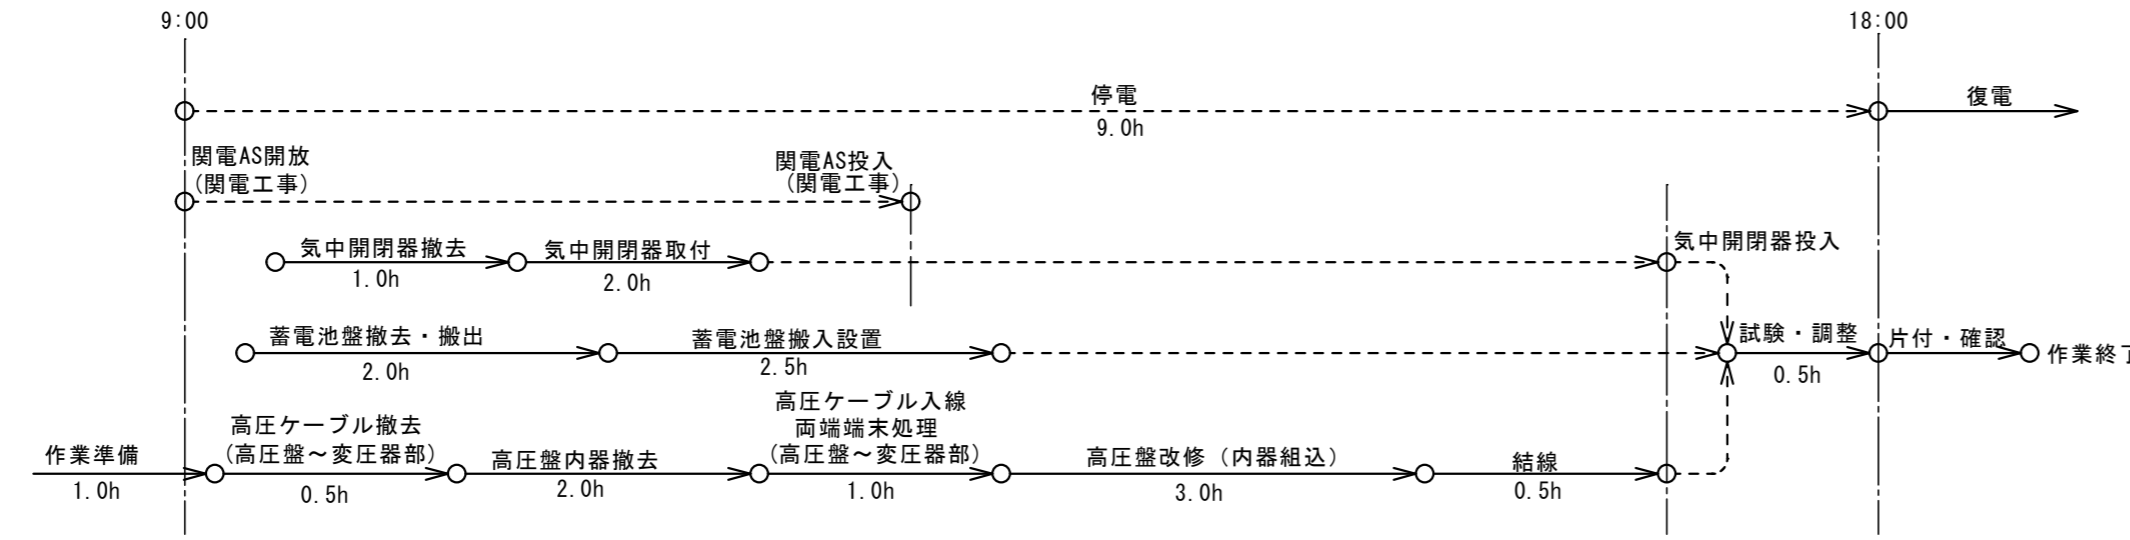 9:00
18:00
停電
9.0h
復電
関電AS開放
(関電工事)
関電AS投入
(関電工事)
気中開閉器撤去
1.0h
気中開閉器取付
2.0h
気中開閉器投入
蓄電池盤撤去・搬出
2.0h
蓄電池盤搬入設置
2.5h
試験・調整
0.5h
片付・確認
作業終了
作業準備
1.0h
高圧ケーブル撤去
(高圧盤～変圧器部)
0.5h
高圧盤内器撤去
2.0h
高圧ケーブル入線
両端端末処理
(高圧盤～変圧器部)
1.0h
高圧盤改修（内器組込）
3.0h
結線
0.5h